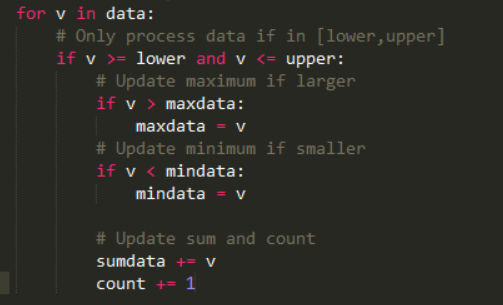 for v in data:
    # Only process data if in [lower,upper]
    if v >= lower and v <= upper:
        # Update maximum if larger
        if v > maxdata:
            maxdata = v
        # Update minimum if smaller
        if v < mindata:
            mindata = v

        # Update sum and count
        sumdata += v
        count += 1